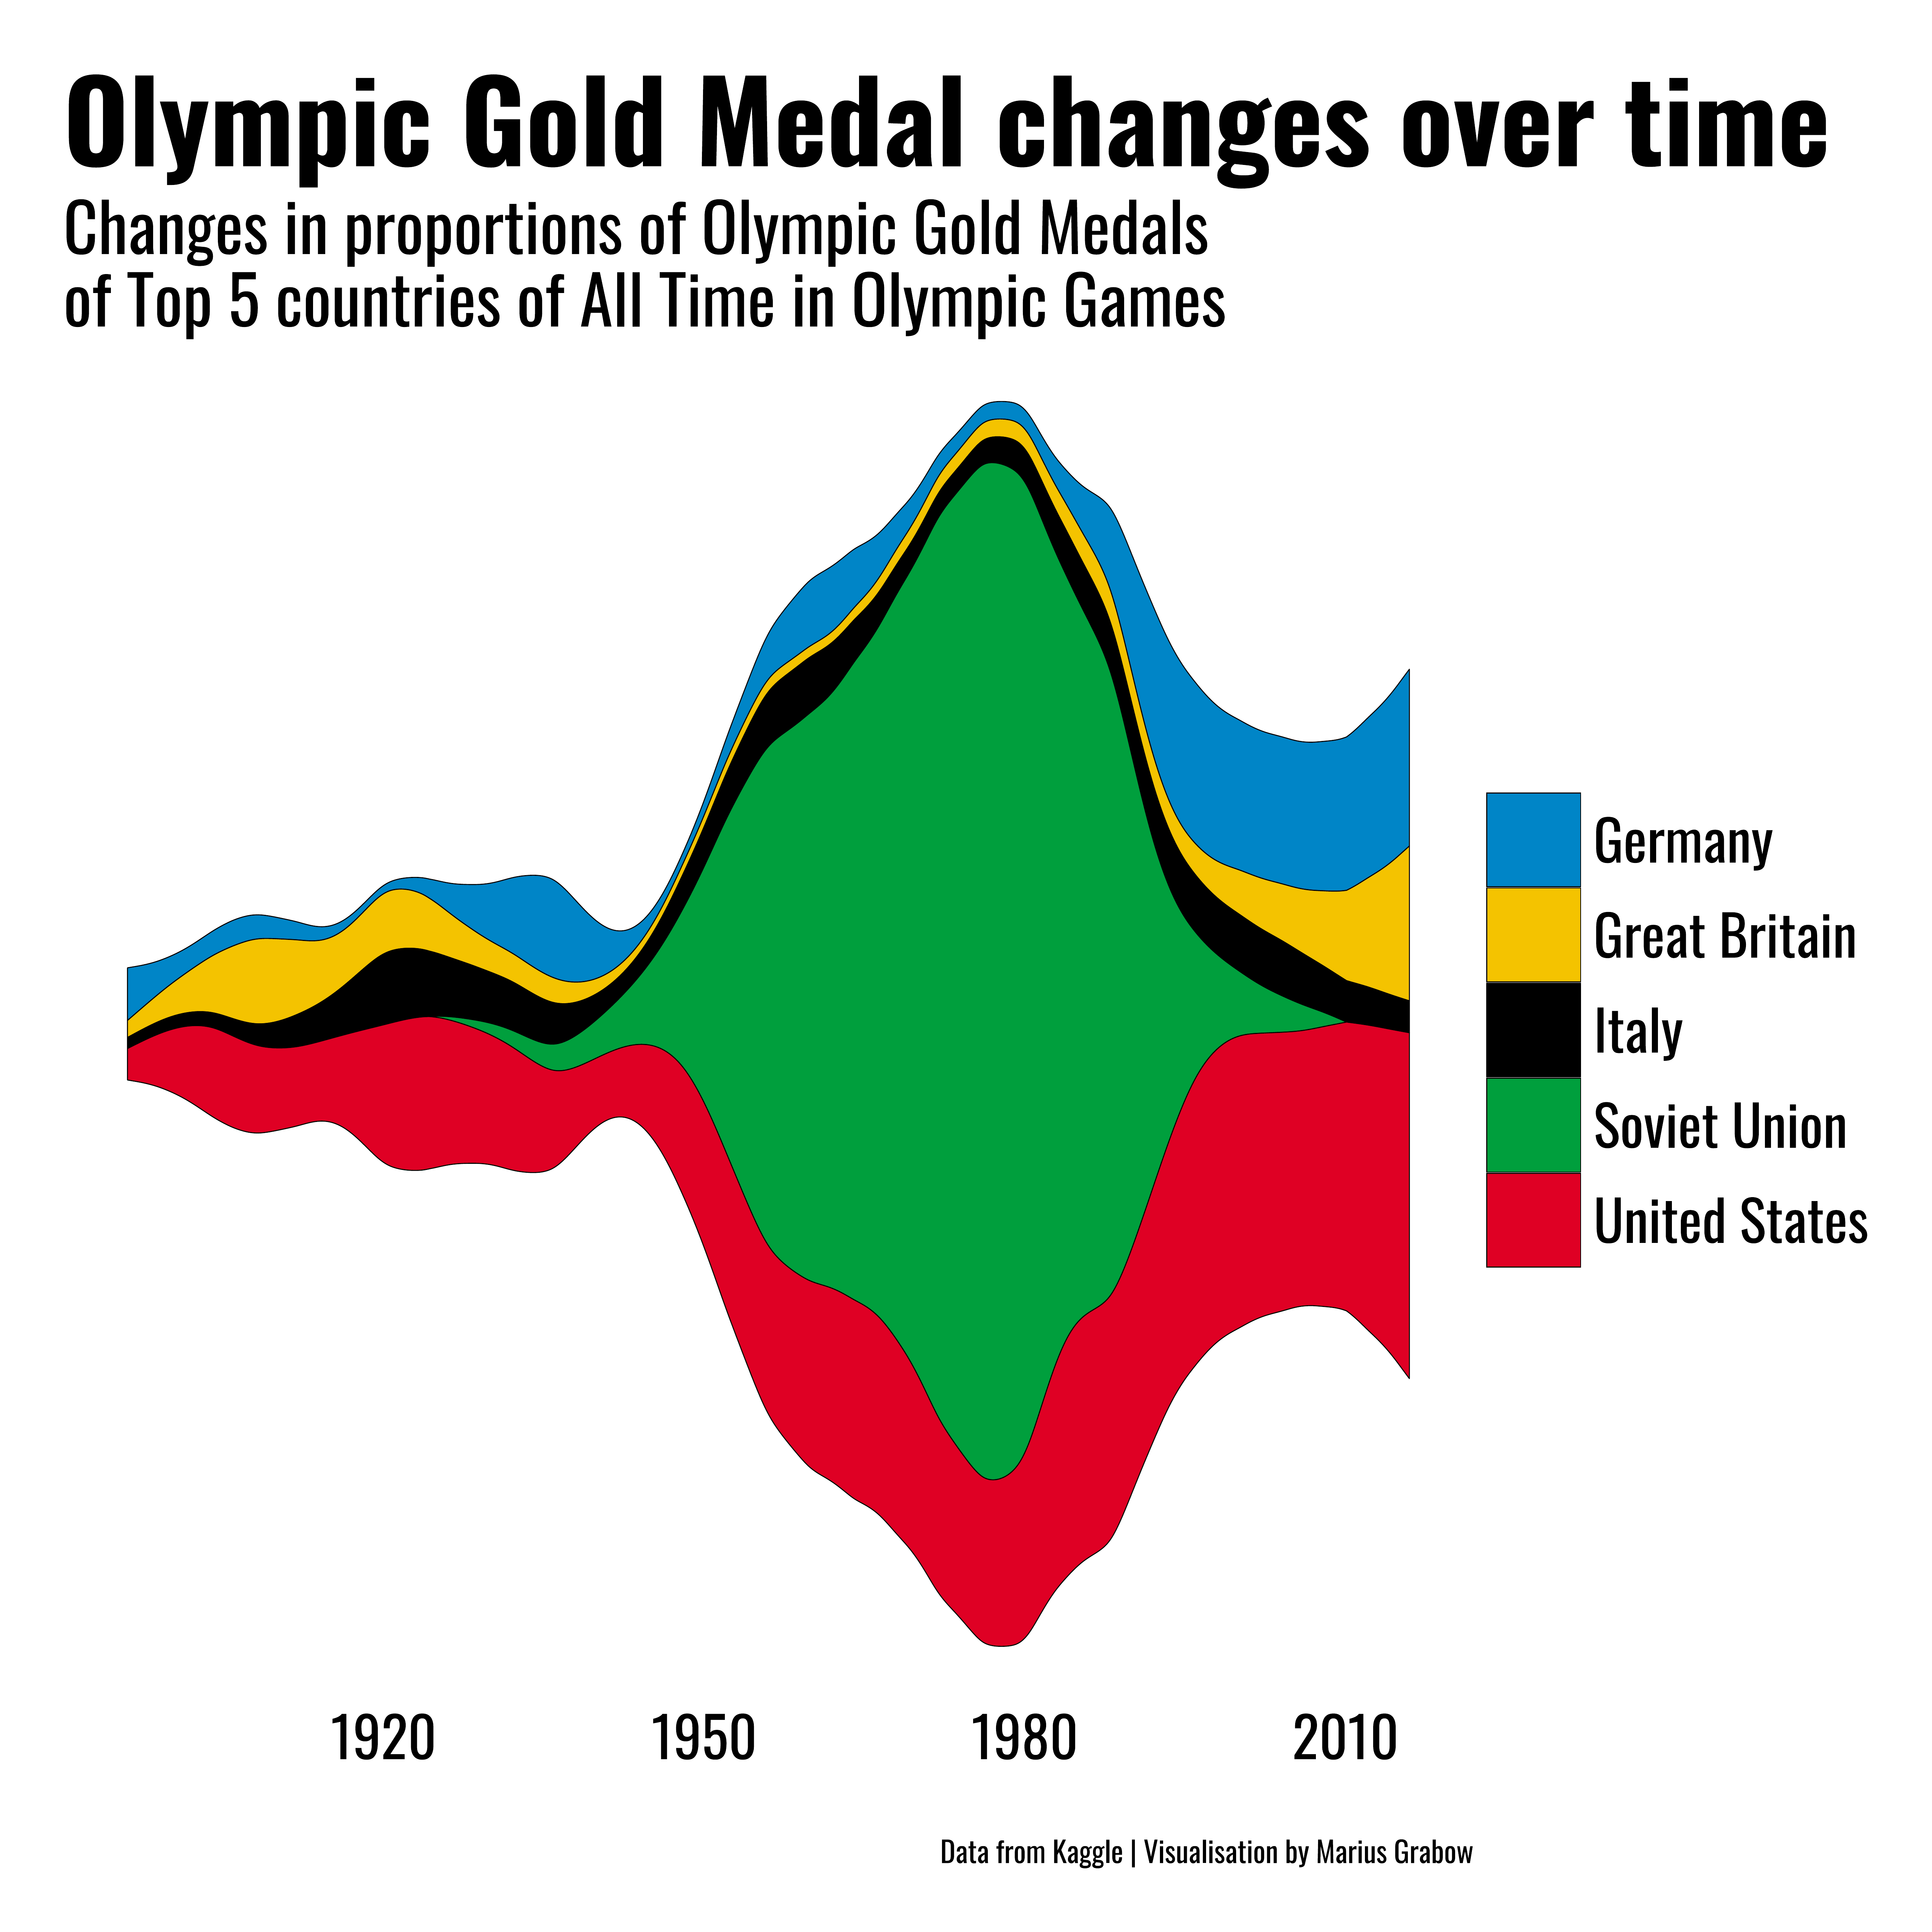 Olympic Gold Medal changes over time
Changes in proportions of Olympic Gold Medals
of Top 5 countries of All Time in Olympic Games
Germany
Great Britain
Italy
Soviet Union
United States
1920 1950 1980 2010
Data from Kaggle | Visualisation by Marius Grabow